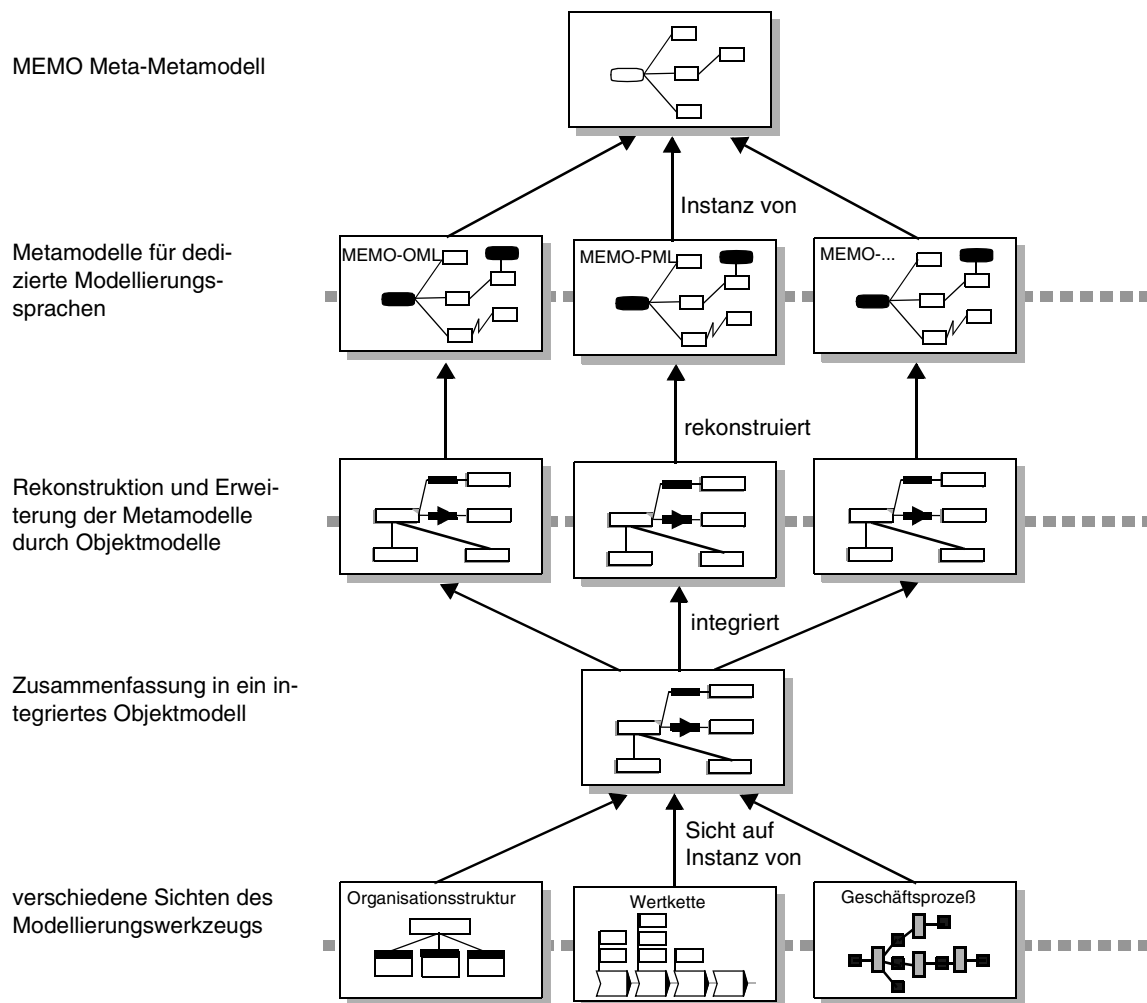 MEMO Meta-Metamodell
Instanz von
Metamodelle für dedi-
zierte Modellierungs-
sprachen
MEMO-OML
MEMO-PML
MEMO-...
rekonstruiert
Rekonstruktion und Erwei-
terung der Metamodelle
durch Objektmodelle
integriert
Zusammenfassung in ein in-
tegriertes Objektmodell
Sicht auf
Instanz von
verschiedene Sichten des
Modellierungswerkzeugs
Organisationsstruktur
Wertkette
Geschäftsprozeß